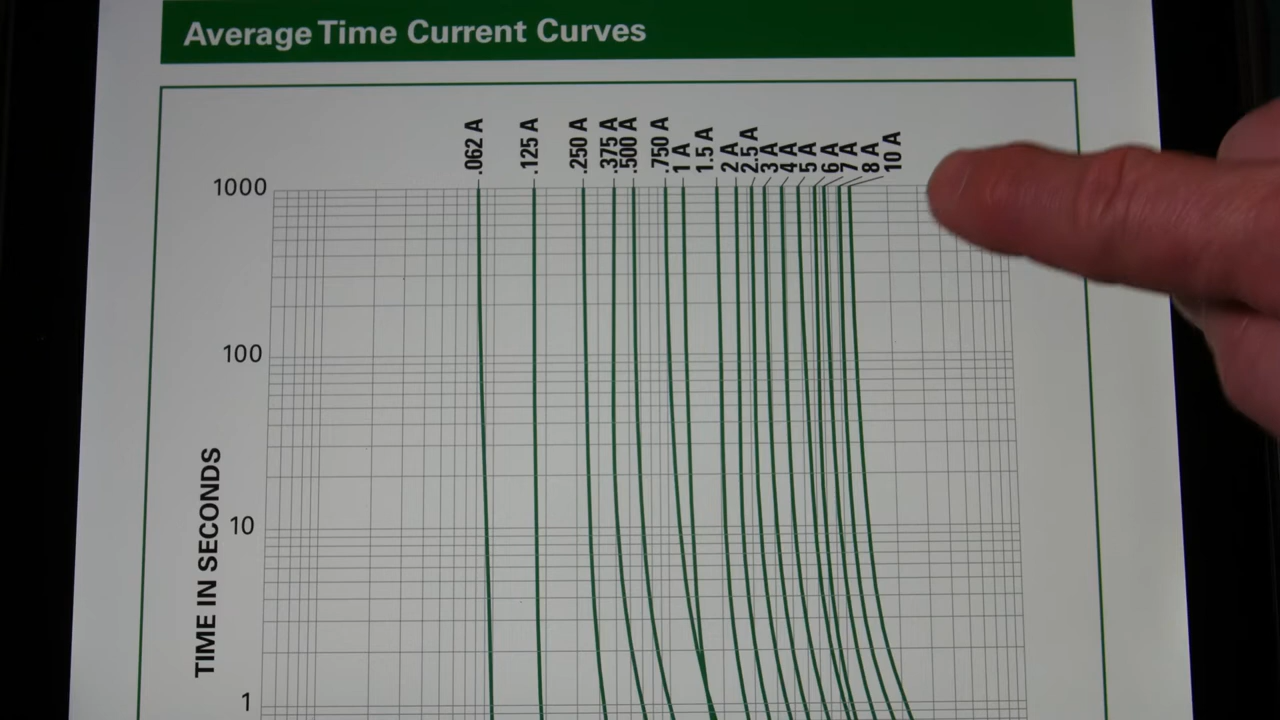 Average Time Current Curves
.062 A
.125 A
.250 A
.375 A
.500 A
.750 A
1 A
1.5 A
2 A
2.5 A
3 A
4 A
5 A
6 A
7 A
8 A
10 A
1000
100
10
1
TIME IN SECONDS